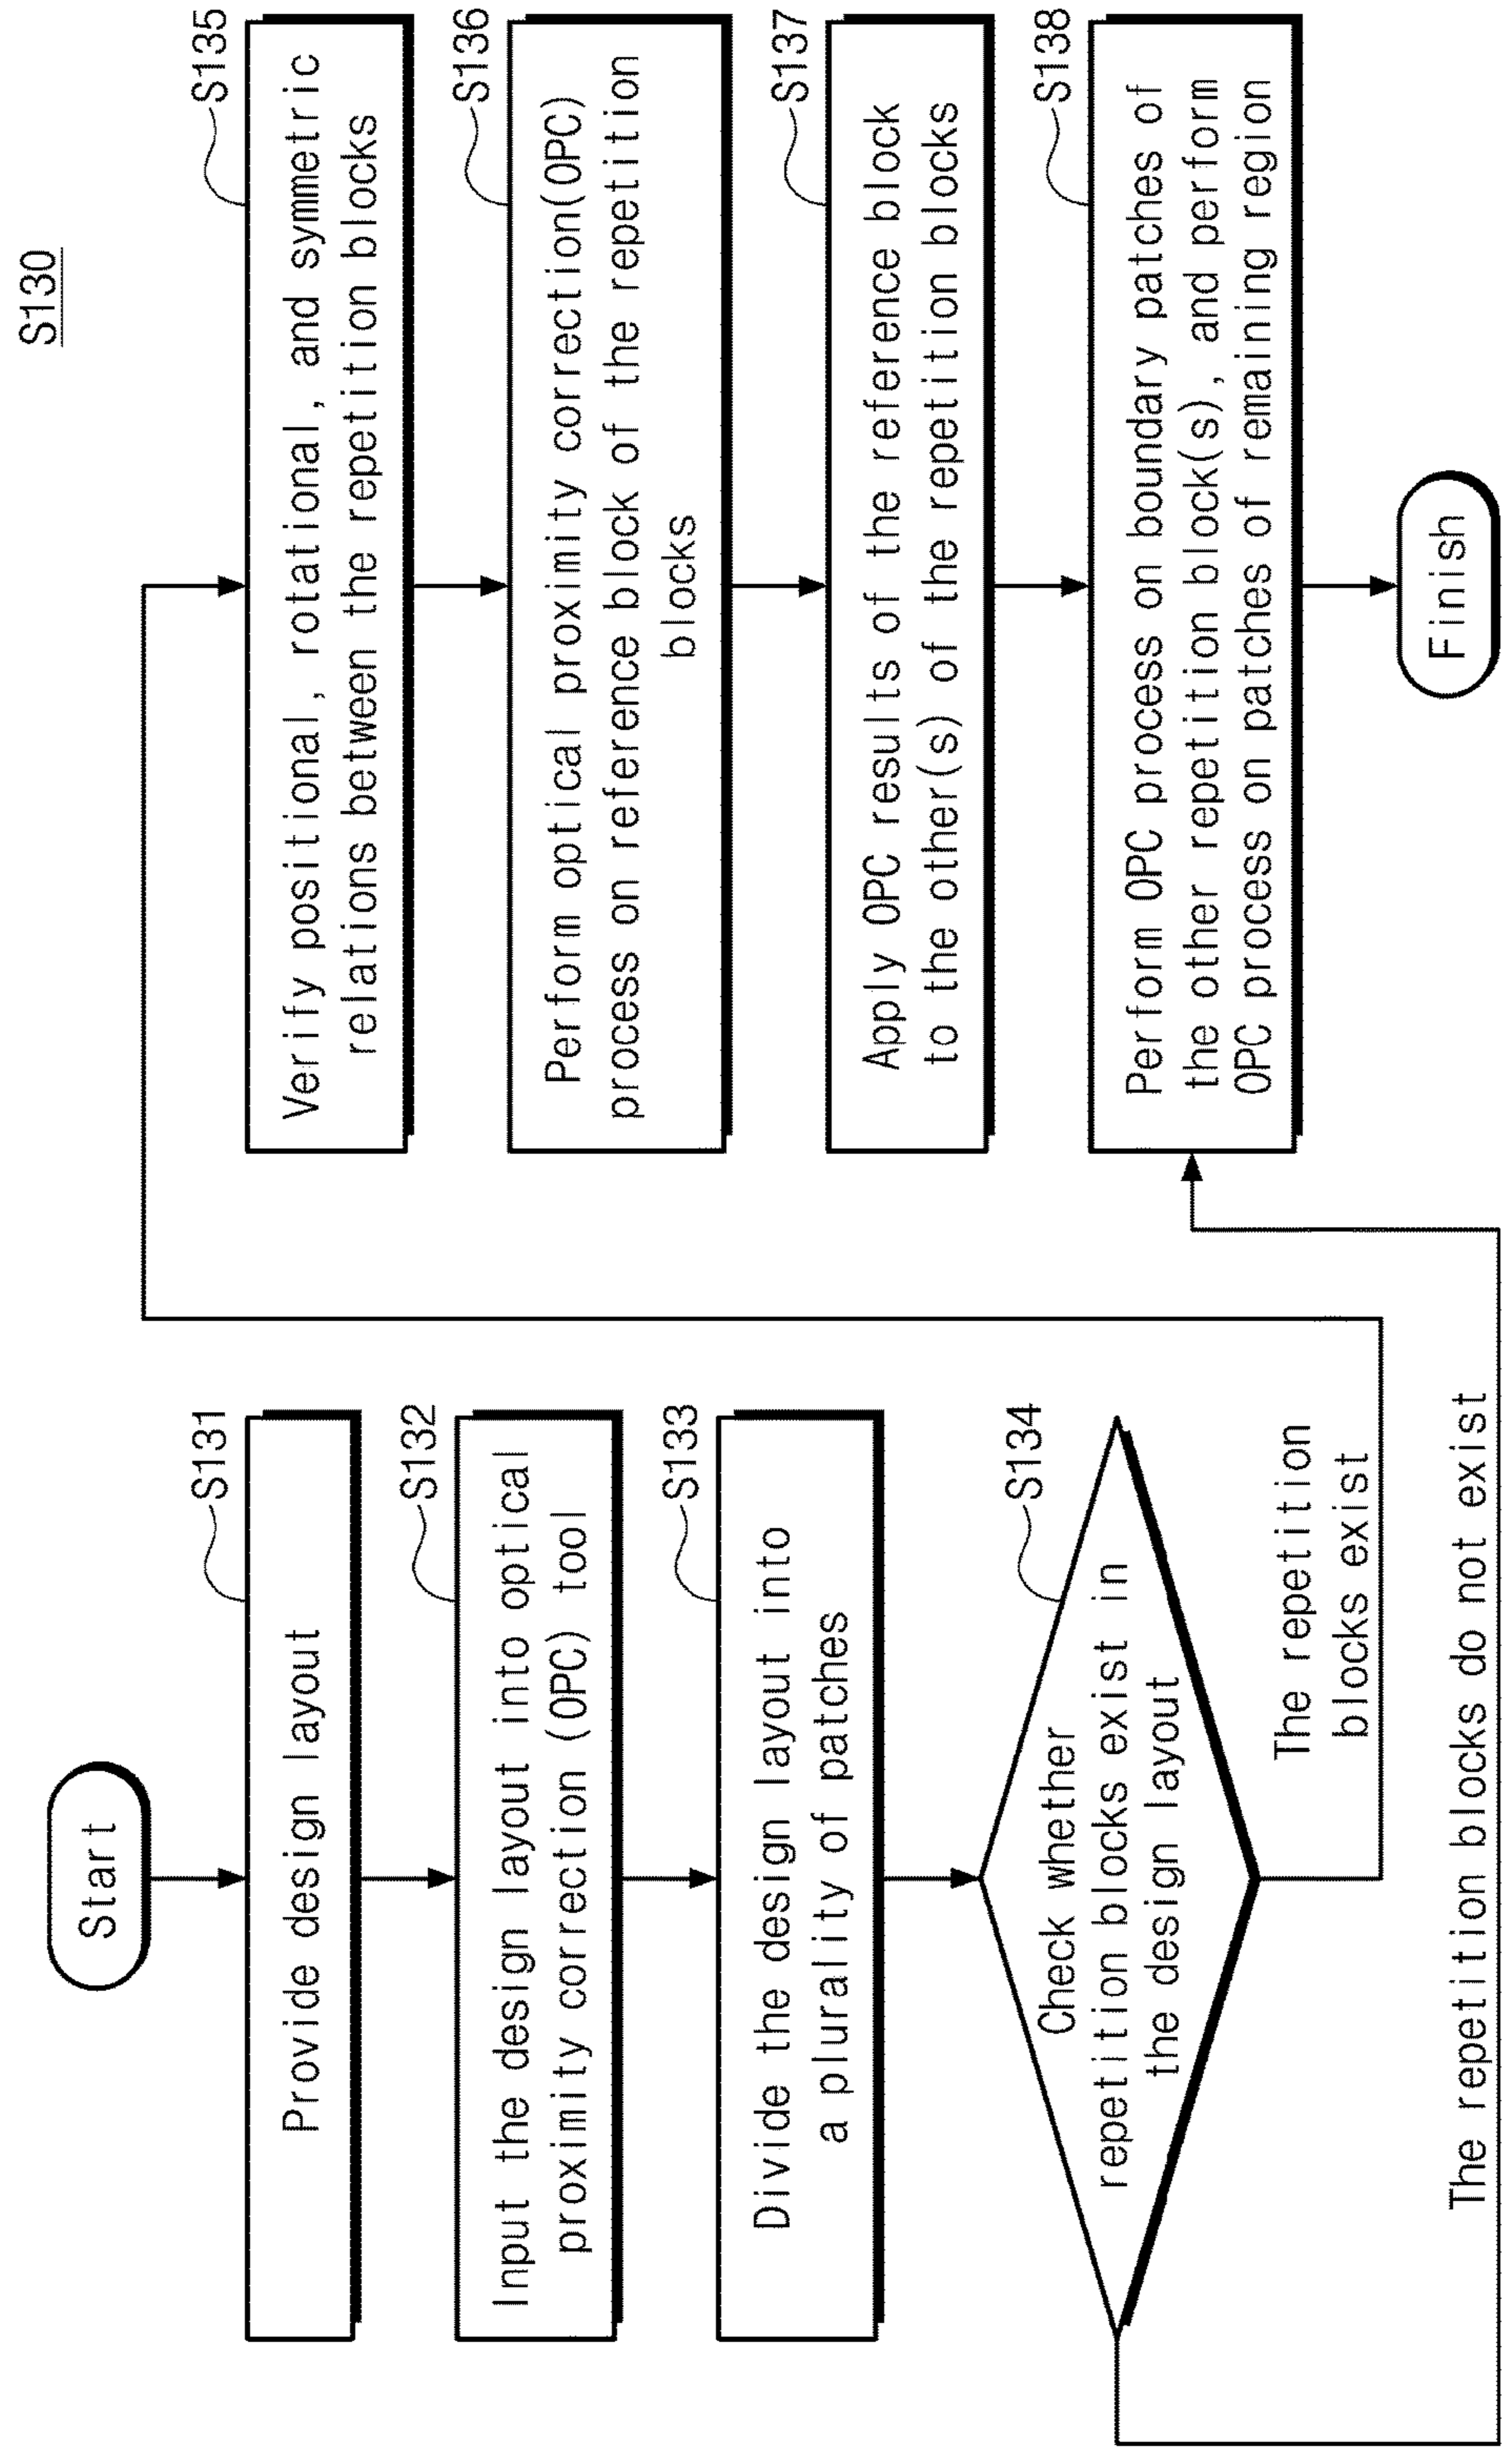 S130
Start
S131
Provide design layout
S132
Input the design layout into optical
proximity correction (OPC) tool
S133
Divide the design layout into
a plurality of patches
S134
Check whether
repetition blocks exist in
the design layout
The repetition
blocks exist
The repetition blocks do not exist
S135
Verify positional, rotational, and symmetric
relations between the repetition blocks
S136
Perform optical proximity correction(OPC)
process on reference block of the repetition
blocks
S137
Apply OPC results of the reference block
to the other(s) of the repetition blocks
S138
Perform OPC process on boundary patches of
the other repetition block(s), and perform
OPC process on patches of remaining region
Finish